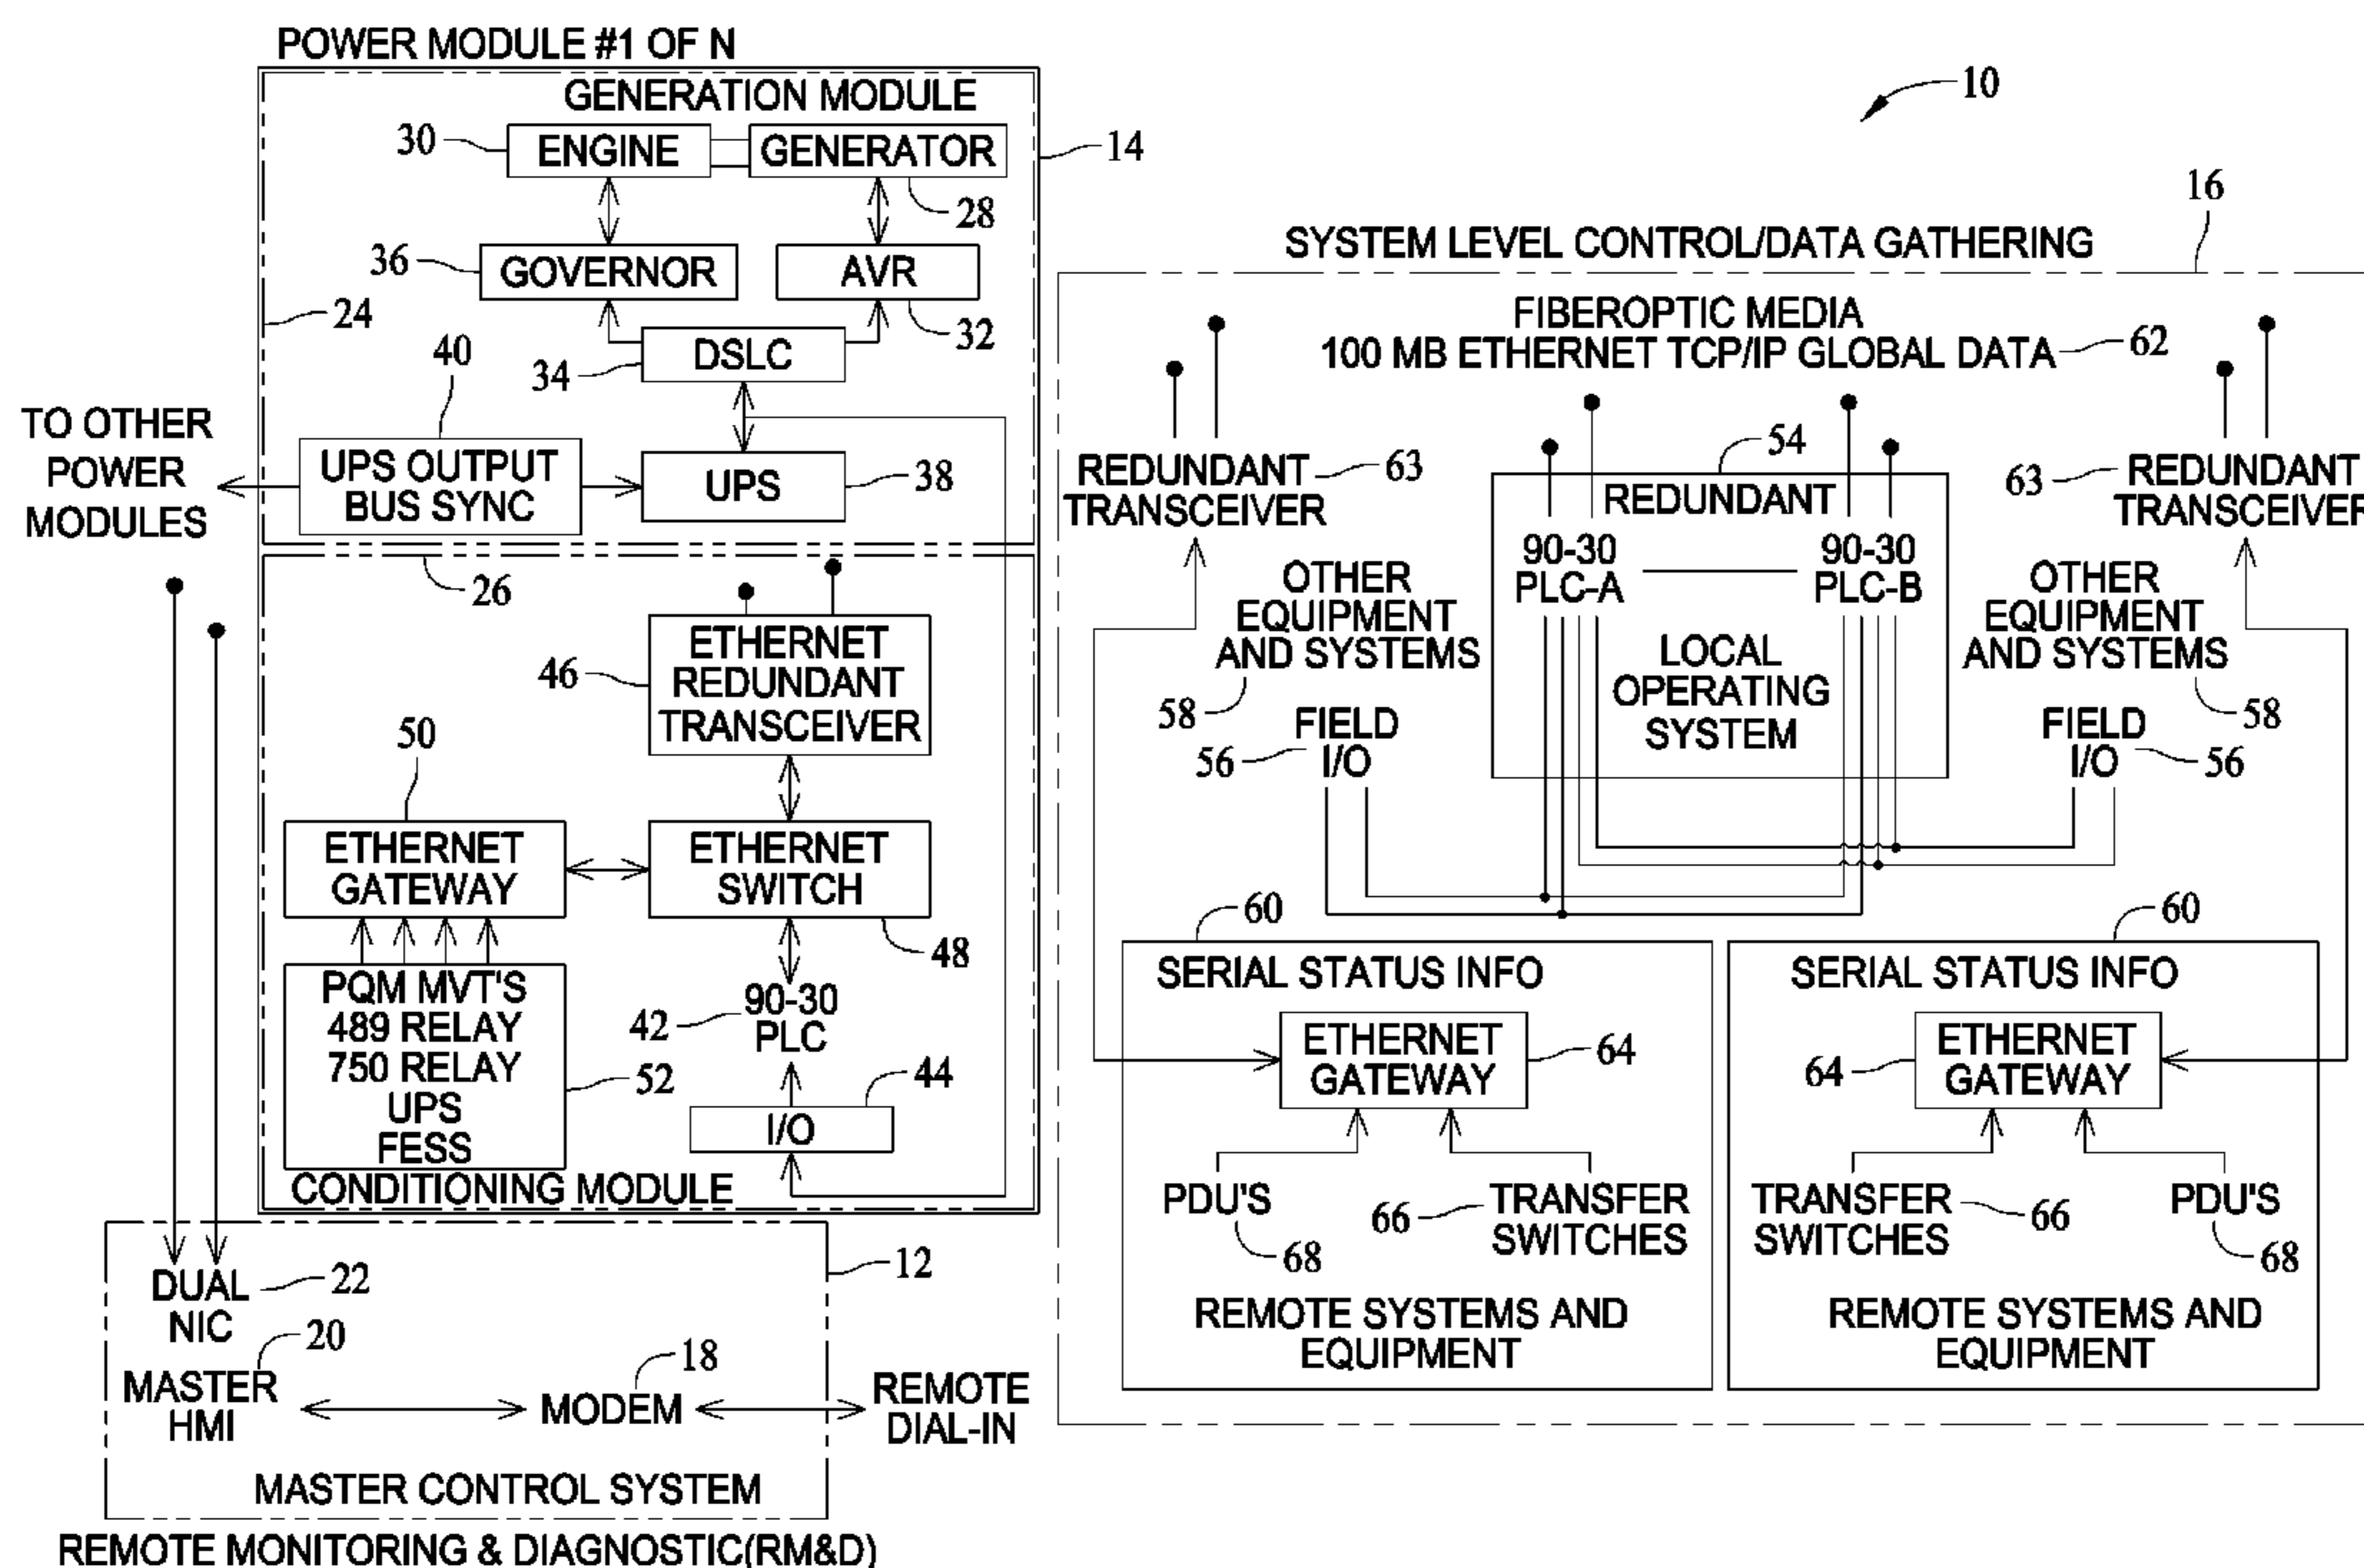 POWER MODULE #1 OF N
GENERATION MODULE
30
ENGINE
GENERATOR
14
28
36
GOVERNOR
AVR
24
32
40
34
DSLC
TO OTHER
POWER
MODULES
UPS OUTPUT
BUS SYNC
UPS
38
26
46
ETHERNET
REDUNDANT
TRANSCEIVER
50
ETHERNET
GATEWAY
ETHERNET
SWITCH
48
PQM MVT'S
489 RELAY
750 RELAY
UPS
FESS
52
42
90-30
PLC
44
I/O
CONDITIONING MODULE
12
DUAL
NIC
22
20
MASTER
HMI
18
MODEM
REMOTE
DIAL-IN
MASTER CONTROL SYSTEM
REMOTE MONITORING & DIAGNOSTIC(RM&D)
10
16
SYSTEM LEVEL CONTROL/DATA GATHERING
FIBEROPTIC MEDIA
100 MB ETHERNET TCP/IP GLOBAL DATA
62
REDUNDANT
TRANSCEIVER
63
54
REDUNDANT
90-30
PLC-A
90-30
PLC-B
LOCAL
OPERATING
SYSTEM
63
REDUNDANT
TRANSCEIVER
OTHER
EQUIPMENT
AND SYSTEMS
58
FIELD
I/O
56
OTHER
EQUIPMENT
AND SYSTEMS
58
FIELD
I/O
56
60
SERIAL STATUS INFO
ETHERNET
GATEWAY
64
PDU'S
68
66
TRANSFER
SWITCHES
REMOTE SYSTEMS AND
EQUIPMENT
60
SERIAL STATUS INFO
64
ETHERNET
GATEWAY
TRANSFER
SWITCHES
66
PDU'S
68
REMOTE SYSTEMS AND
EQUIPMENT